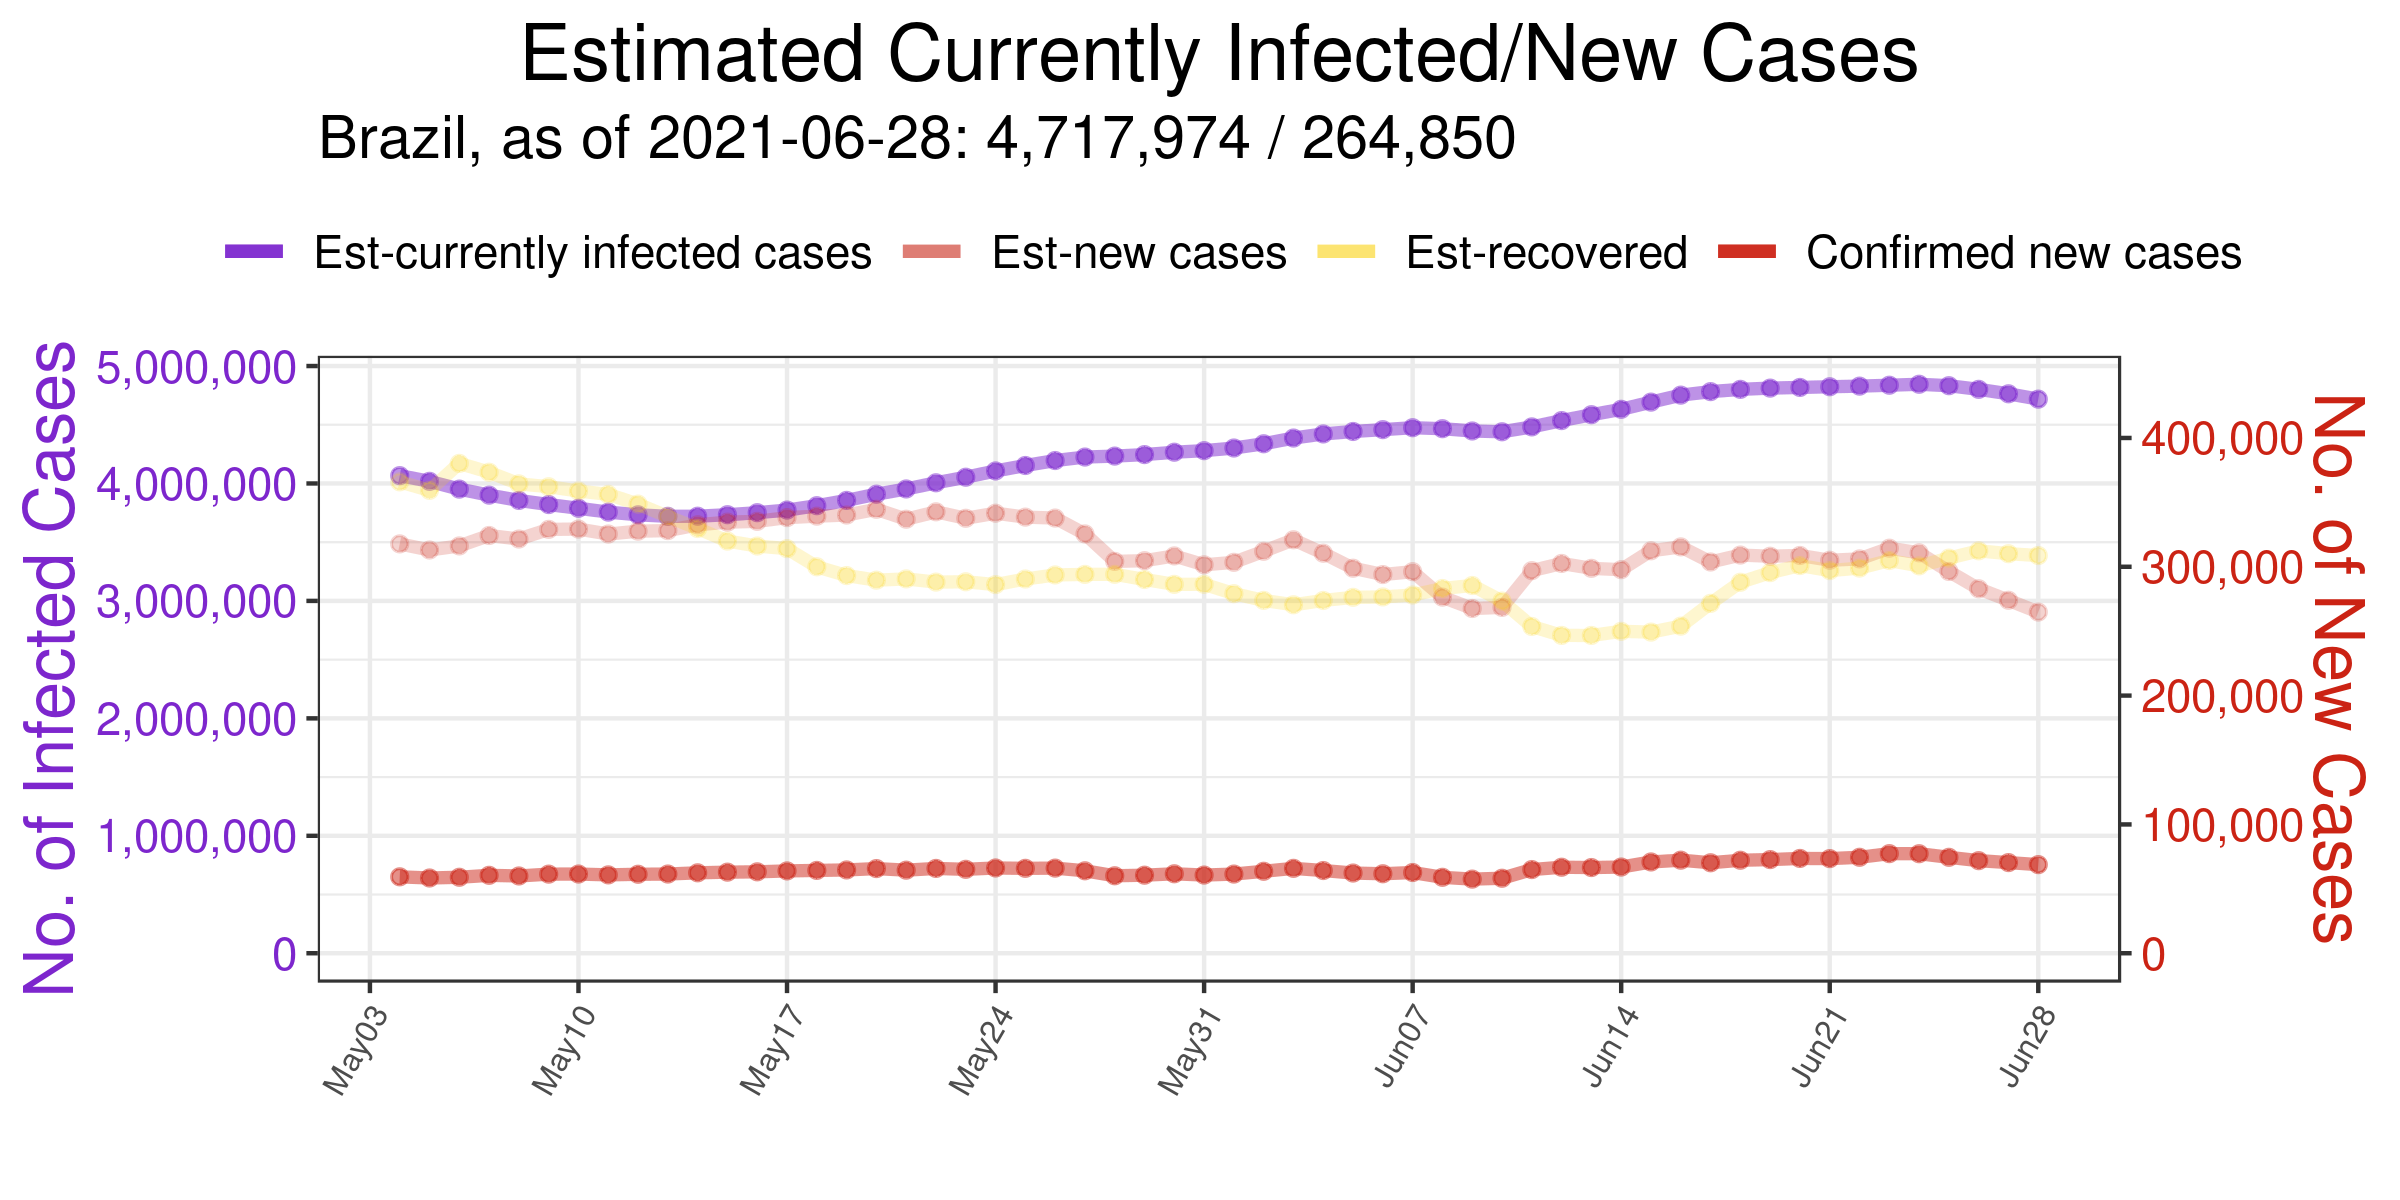 Estimated Currently Infected/New Cases
Brazil, as of 2021-06-28: 4,717,974 / 264,850
Est-currently infected cases Est-new cases Est-recovered Confirmed new cases
No. of Infected Cases
5,000,000
4,000,000
3,000,000
2,000,000
1,000,000
0
400,000
300,000
200,000
100,000
0
No. of New Cases
May03 May10 May17 May24 May31 Jun07 Jun14 Jun21 Jun28